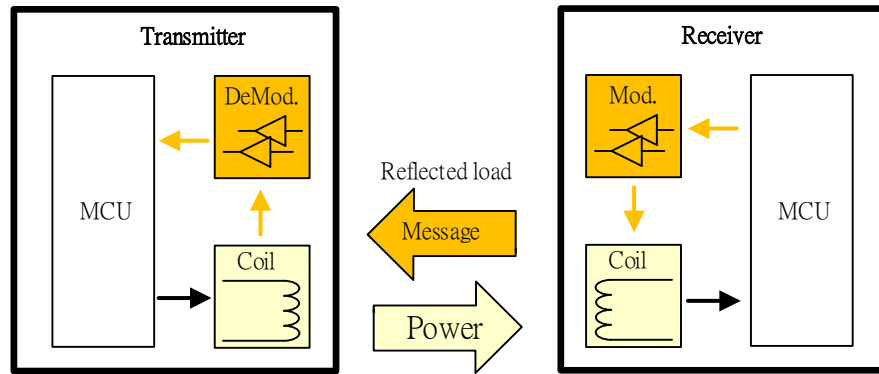 Transmitter
DeMod.
MCU
Coil
Reflected load
Message
Power
Receiver
Mod.
MCU
Coil